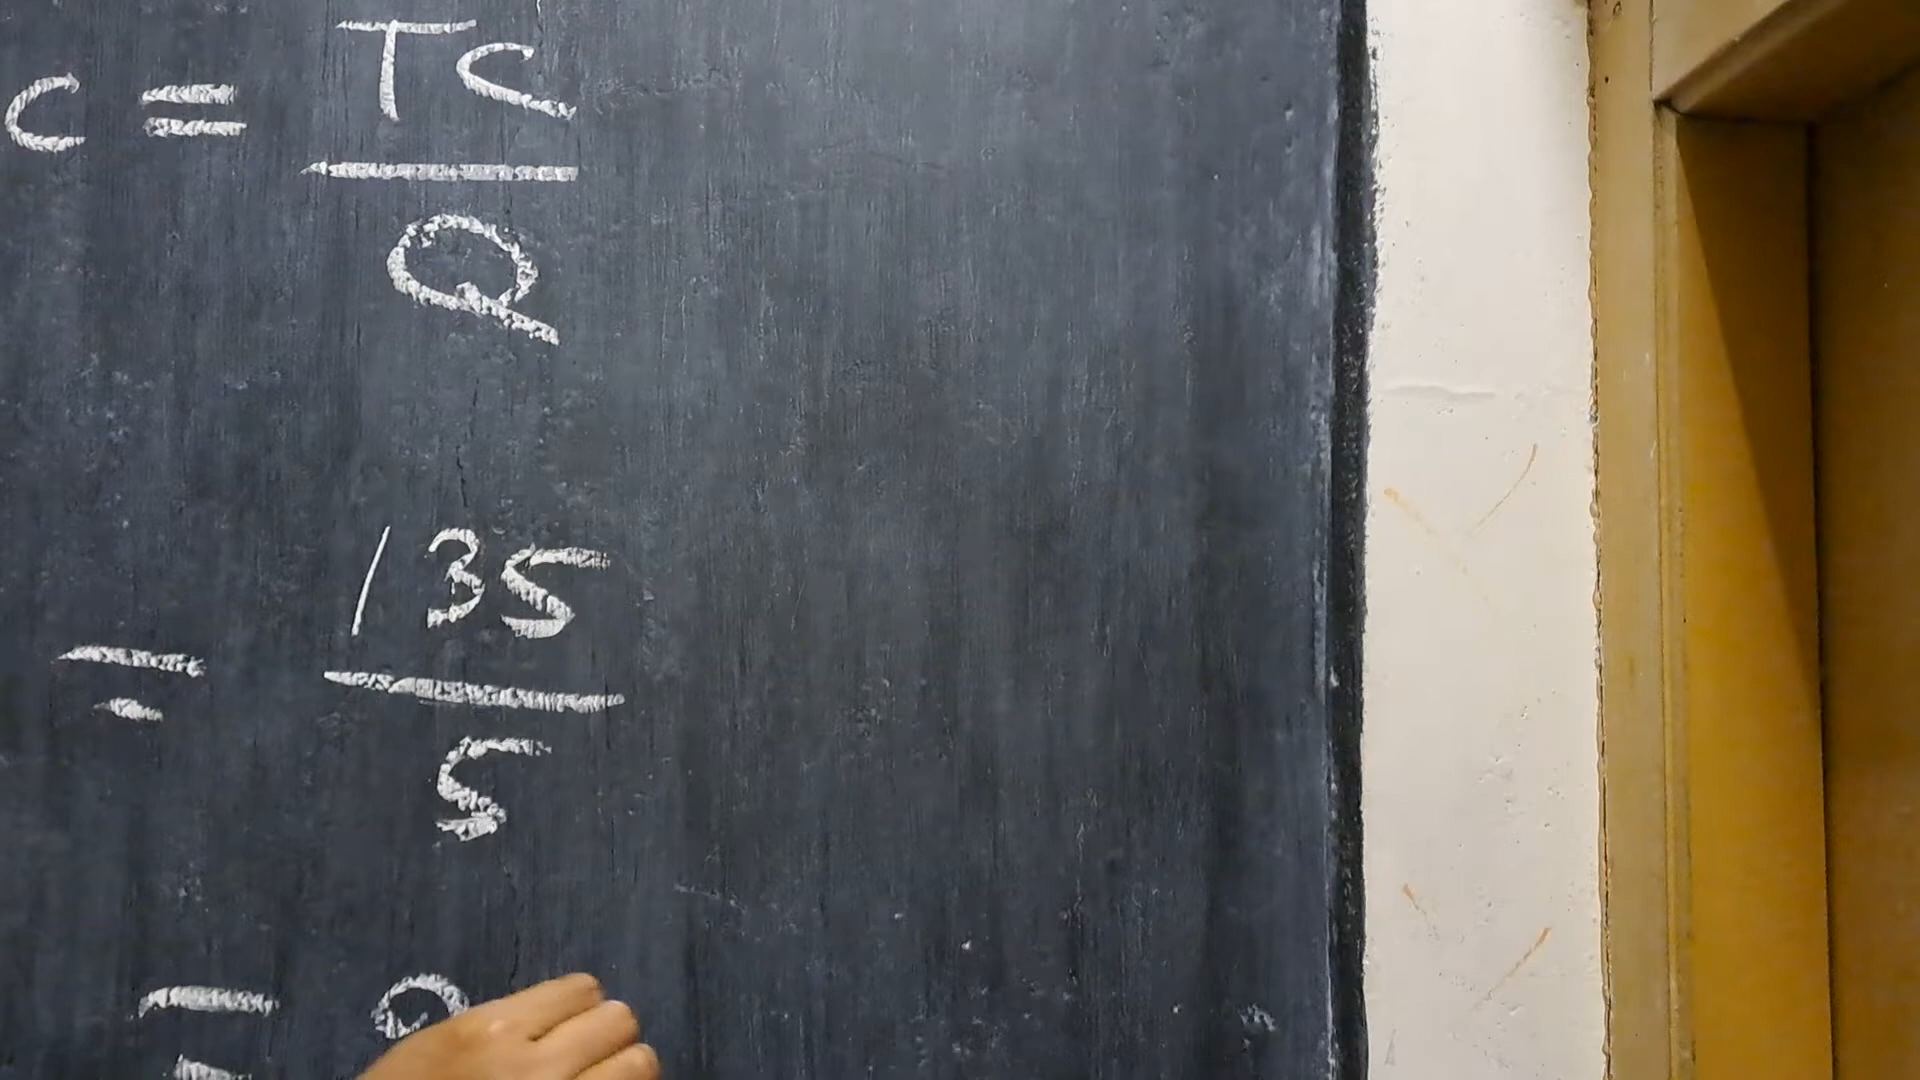 C = TC
Q
= 135
5
=